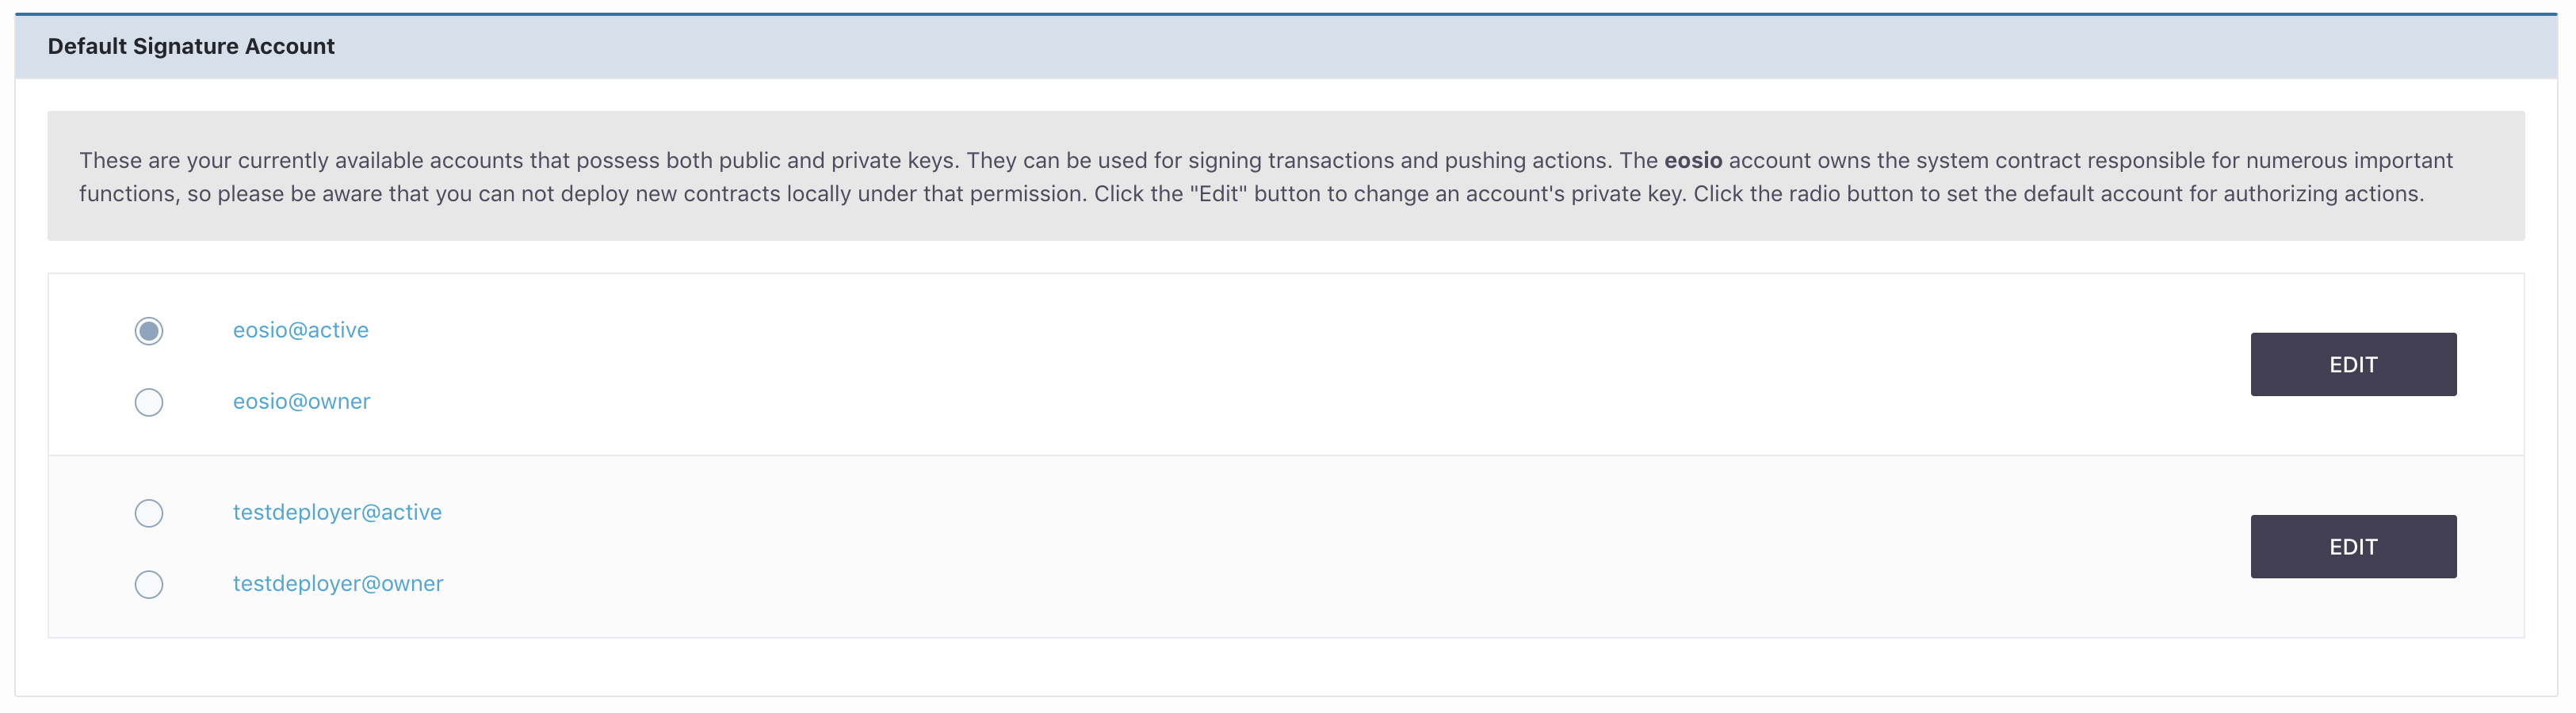 Default Signature Account
These are your currently available accounts that possess both public and private keys. They can be used for signing transactions and pushing actions. The eosio account owns the system contract responsible for numerous important
functions, so please be aware that you can not deploy new contracts locally under that permission. Click the "Edit" button to change an account's private key. Click the radio button to set the default account for authorizing actions.
eosio@active
EDIT
eosio@owner
testdeployer@active
EDIT
testdeployer@owner